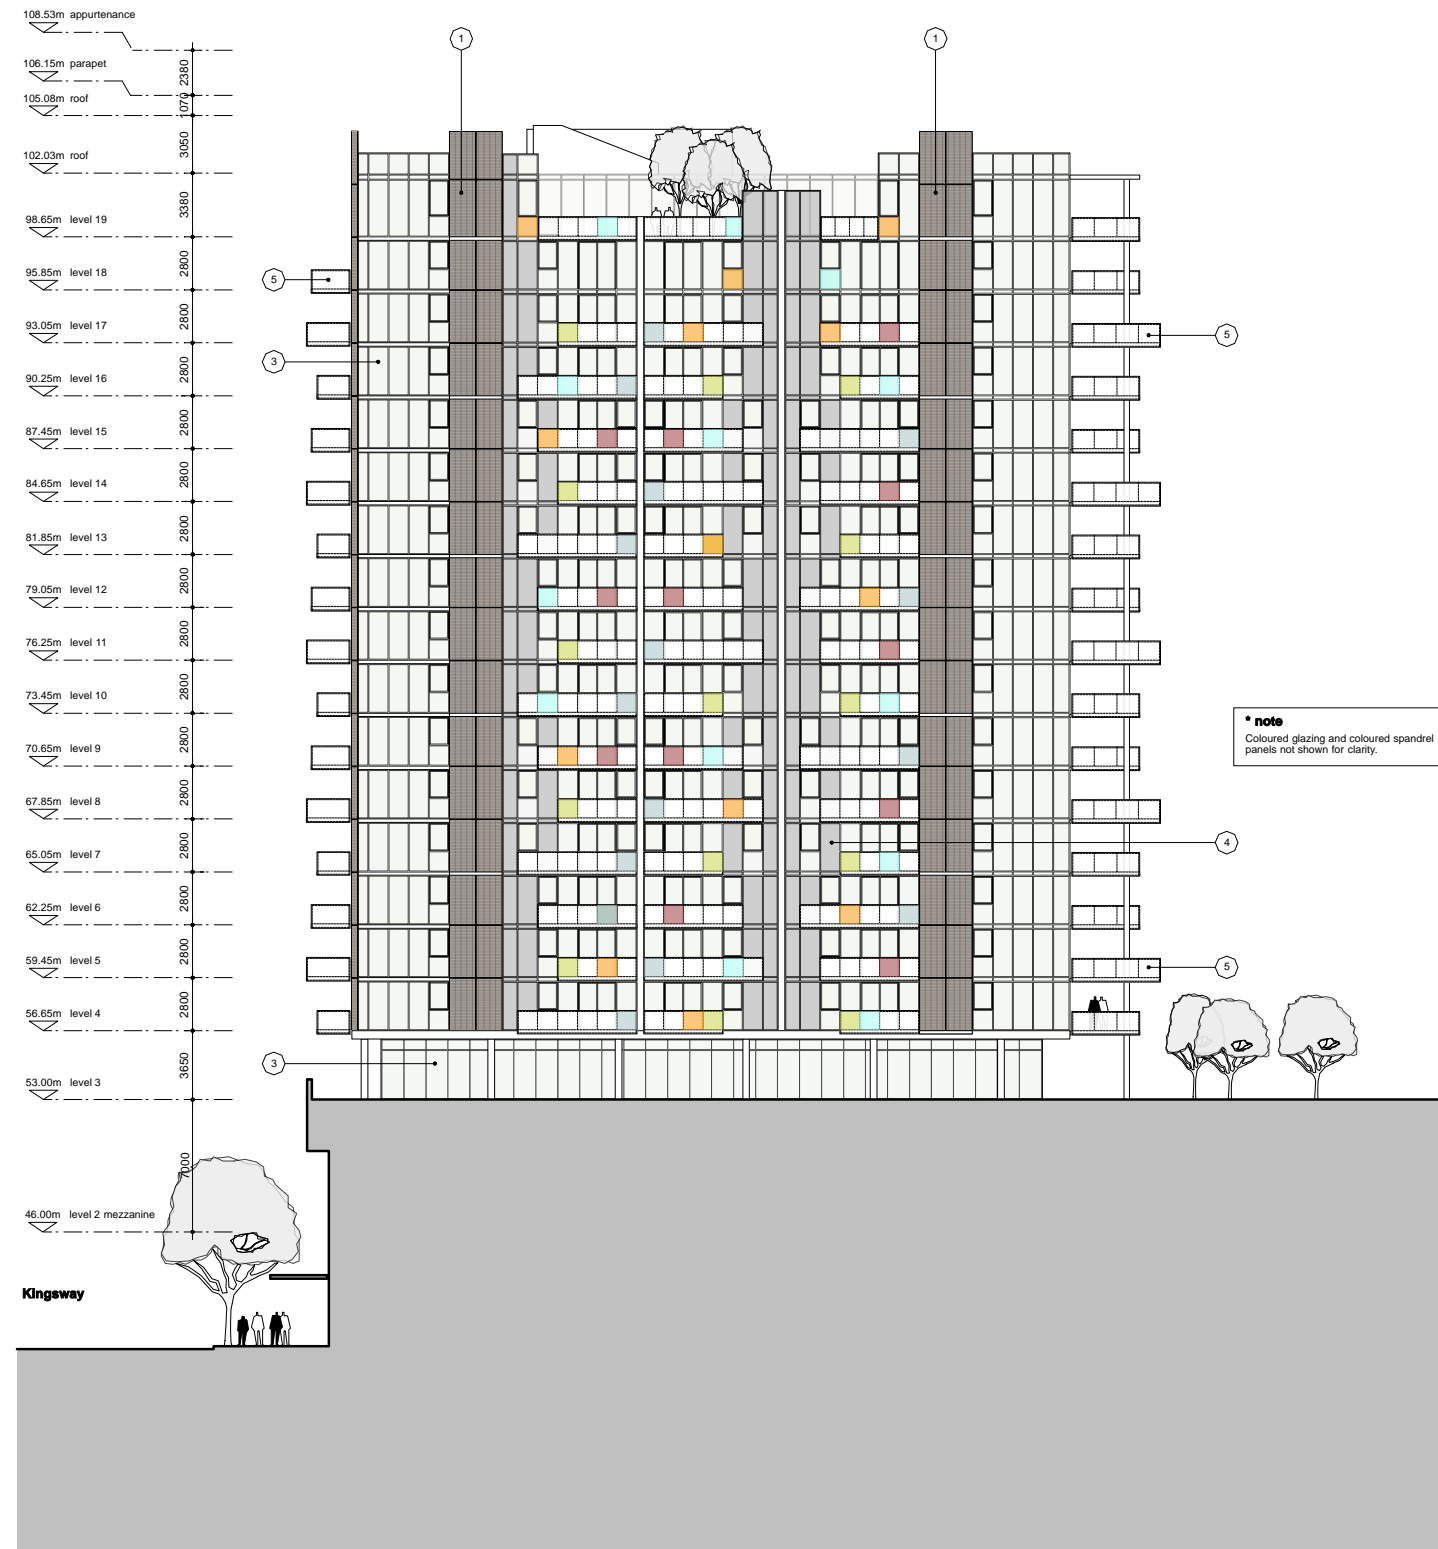 108.53m appurtenance
1
1
2380
106.15m parapet
1070
105.08m roof
3050
102.03m roof
3380
98.65m level 19
2800
95.85m level 18
5
2800
93.05m level 17
5
3
2800
90.25m level 16
2800
87.45m level 15
2800
84.65m level 14
2800
81.85m level 13
2800
79.05m level 12
2800
76.25m level 11
2800
73.45m level 10
* note
Coloured glazing and coloured spandrel
panels not shown for clarity.
2800
70.65m level 9
2800
67.85m level 8
4
2800
65.05m level 7
2800
62.25m level 6
2800
59.45m level 5
5
2800
56.65m level 4
3
3650
53.00m level 3
7000
46.00m level 2 mezzanine
Kingsway